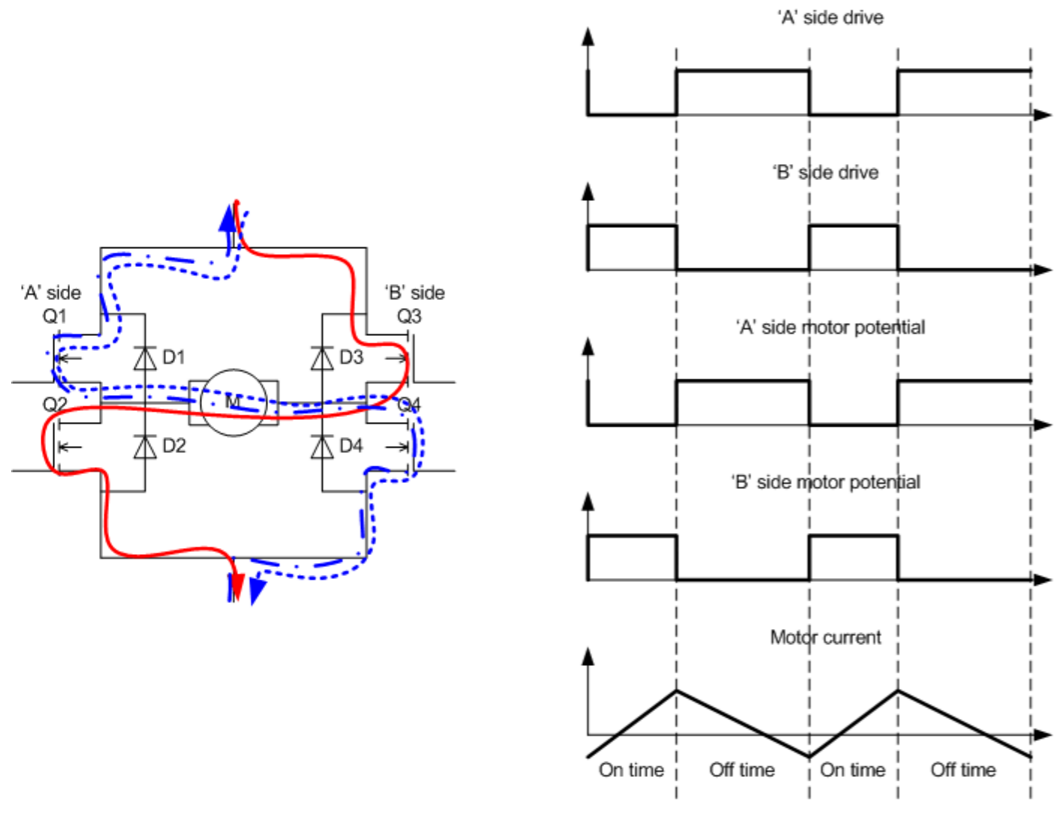 'A' side drive
'B' side drive
'A' side
Q1
'B' side
Q3
D1
D3
M
Q2
Q4
D2
D4
'A' side motor potential
'B' side motor potential
Motor current
On time
Off time
On time
Off time